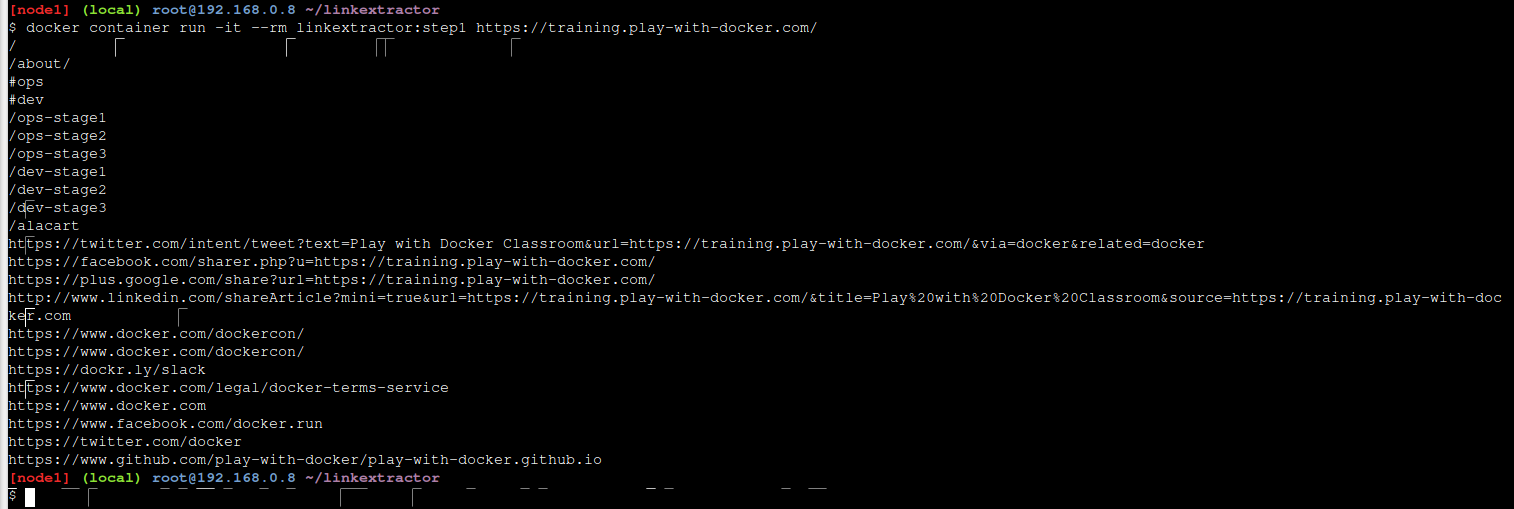 [node1] (local) root@192.168.0.8 ~/linkextractor
$ docker container run -it --rm linkextractor:step1 https://training.play-with-docker.com/
/
/about/
#ops
#dev
/ops-stage1
/ops-stage2
/ops-stage3
/dev-stage1
/dev-stage2
/dev-stage3
/alacart
https://twitter.com/intent/tweet?text=Play with Docker Classroom&url=https://training.play-with-docker.com/&via=docker&related=docker
https://facebook.com/sharer.php?u=https://training.play-with-docker.com/
https://plus.google.com/share?url=https://training.play-with-docker.com/
http://www.linkedin.com/shareArticle?mini=true&url=https://training.play-with-docker.com/&title=Play%20with%20Docker%20Classroom&source=https://training.play-with-doc
ker.com
https://www.docker.com/dockercon/
https://www.docker.com/dockercon/
https://dockr.ly/slack
https://www.docker.com/legal/docker-terms-service
https://www.docker.com
https://www.facebook.com/docker.run
https://twitter.com/docker
https://www.github.com/play-with-docker/play-with-docker.github.io
[node1] (local) root@192.168.0.8 ~/linkextractor
$